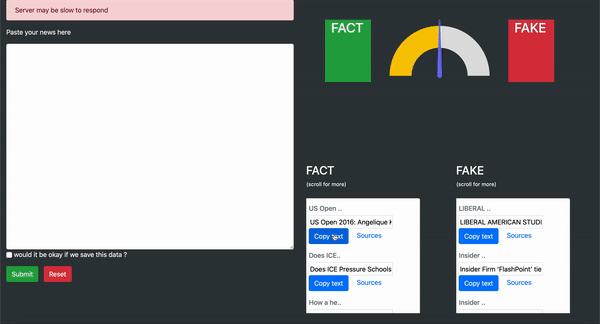 Server may be slow to respond
Paste your news here
would it be okay if we save this data ?
Submit
Reset
FACT
FAKE
FACT
(scroll for more)
US Open ..
US Open 2016: Angelique
Copy text
Sources
Does ICE..
Does ICE Pressure Schools
Copy text
Sources
How a he..
FAKE
(scroll for more)
LIBERAL ..
LIBERAL AMERICAN STUDI
Copy text
Sources
Insider ..
Insider Firm 'FlashPoint' tie
Copy text
Sources
Insider ..